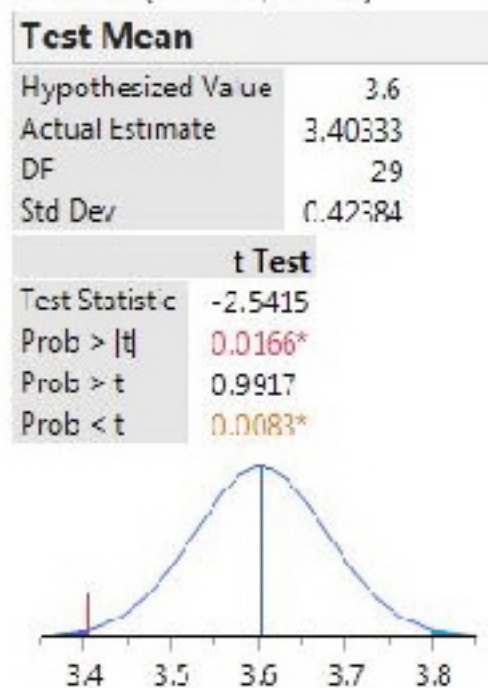 Test Mean
Hypothesized Value 3.6
Actual Estimate 3.40333
DF 29
Std Dev 0.42384
t Test
Test Statistic -2.5415
Prob > |t| 0.0166*
Prob > t 0.9917
Prob < t 0.0083*
3.4 3.5 3.6 3.7 3.8